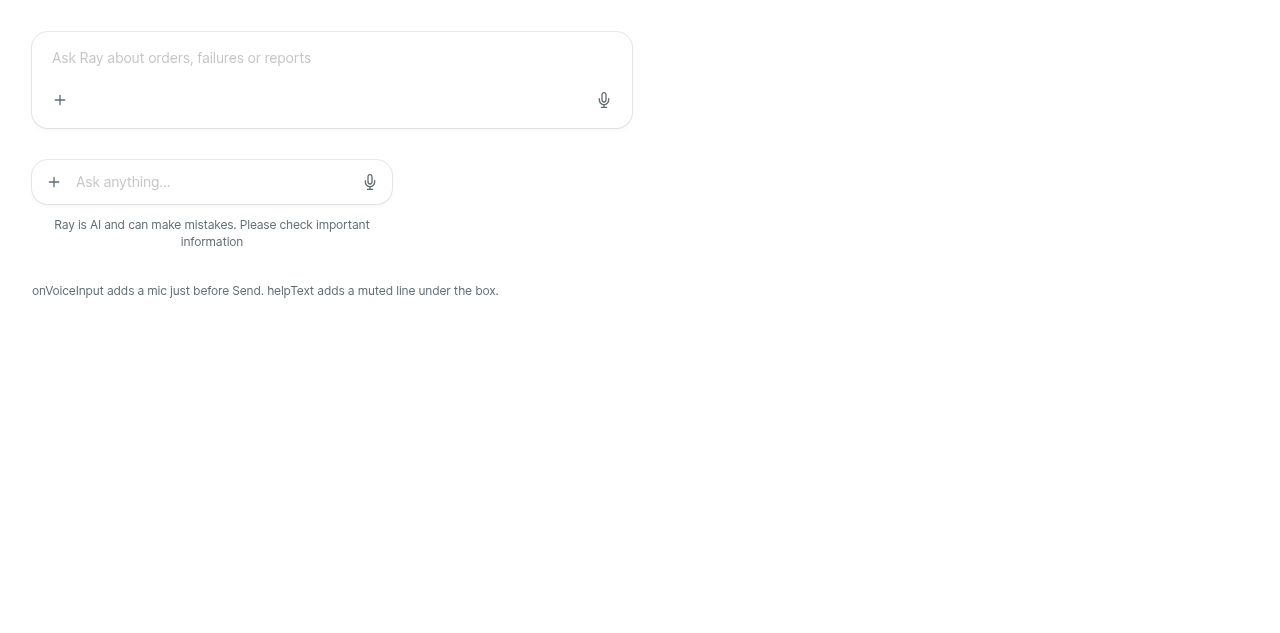 Ask Ray about orders, failures or reports
Ask anything...
Ray is AI and can make mistakes. Please check important
information
onVoiceInput adds a mic just before Send. helpText adds a muted line under the box.